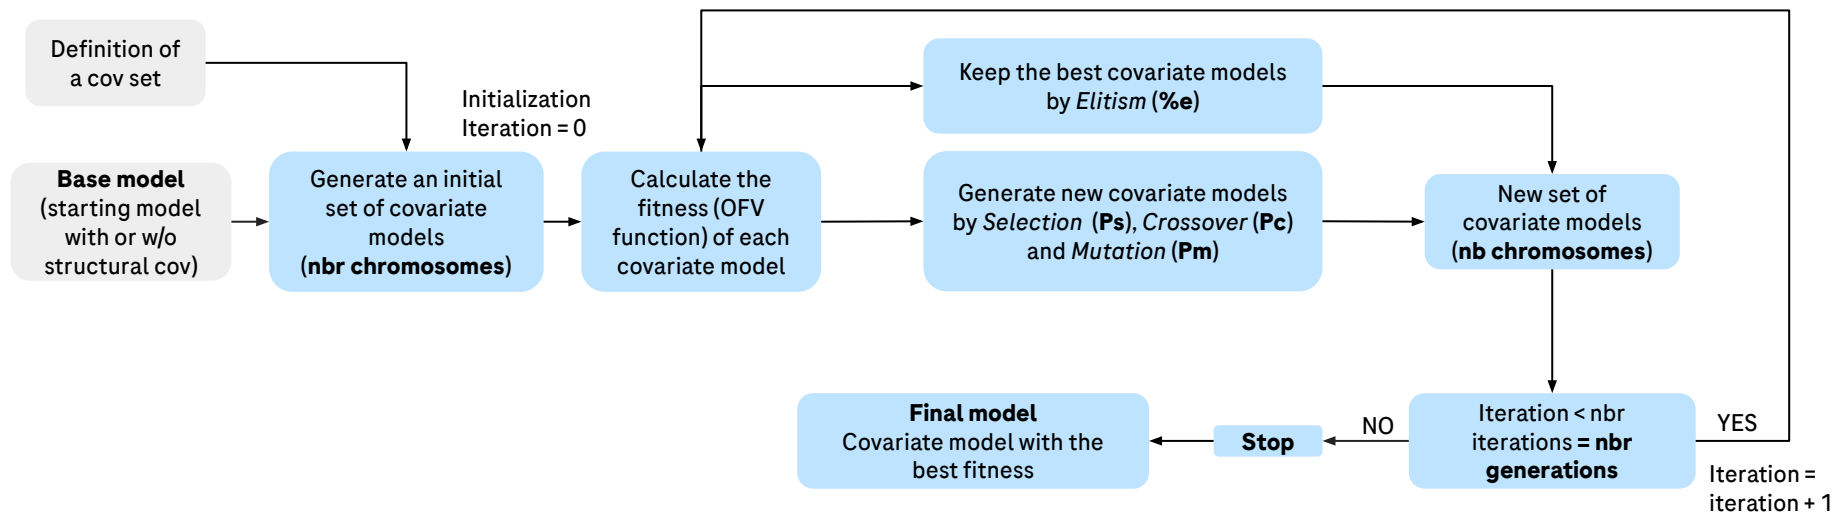 Definition of
a cov set
Base model
(starting model
with or w/o
structural cov)
Initialization
Iteration = 0
Generate an initial
set of covariate
models
(nbr chromosomes)
Calculate the
fitness (OFV
function) of each
covariate model
Keep the best covariate models
by Elitism (%e)
Generate new covariate models
by Selection (Ps), Crossover (Pc)
and Mutation (Pm)
New set of
covariate models
(nb chromosomes)
Iteration < nbr
iterations = nbr
generations
YES
Iteration =
iteration + 1
NO
Stop
Final model
Covariate model with the
best fitness